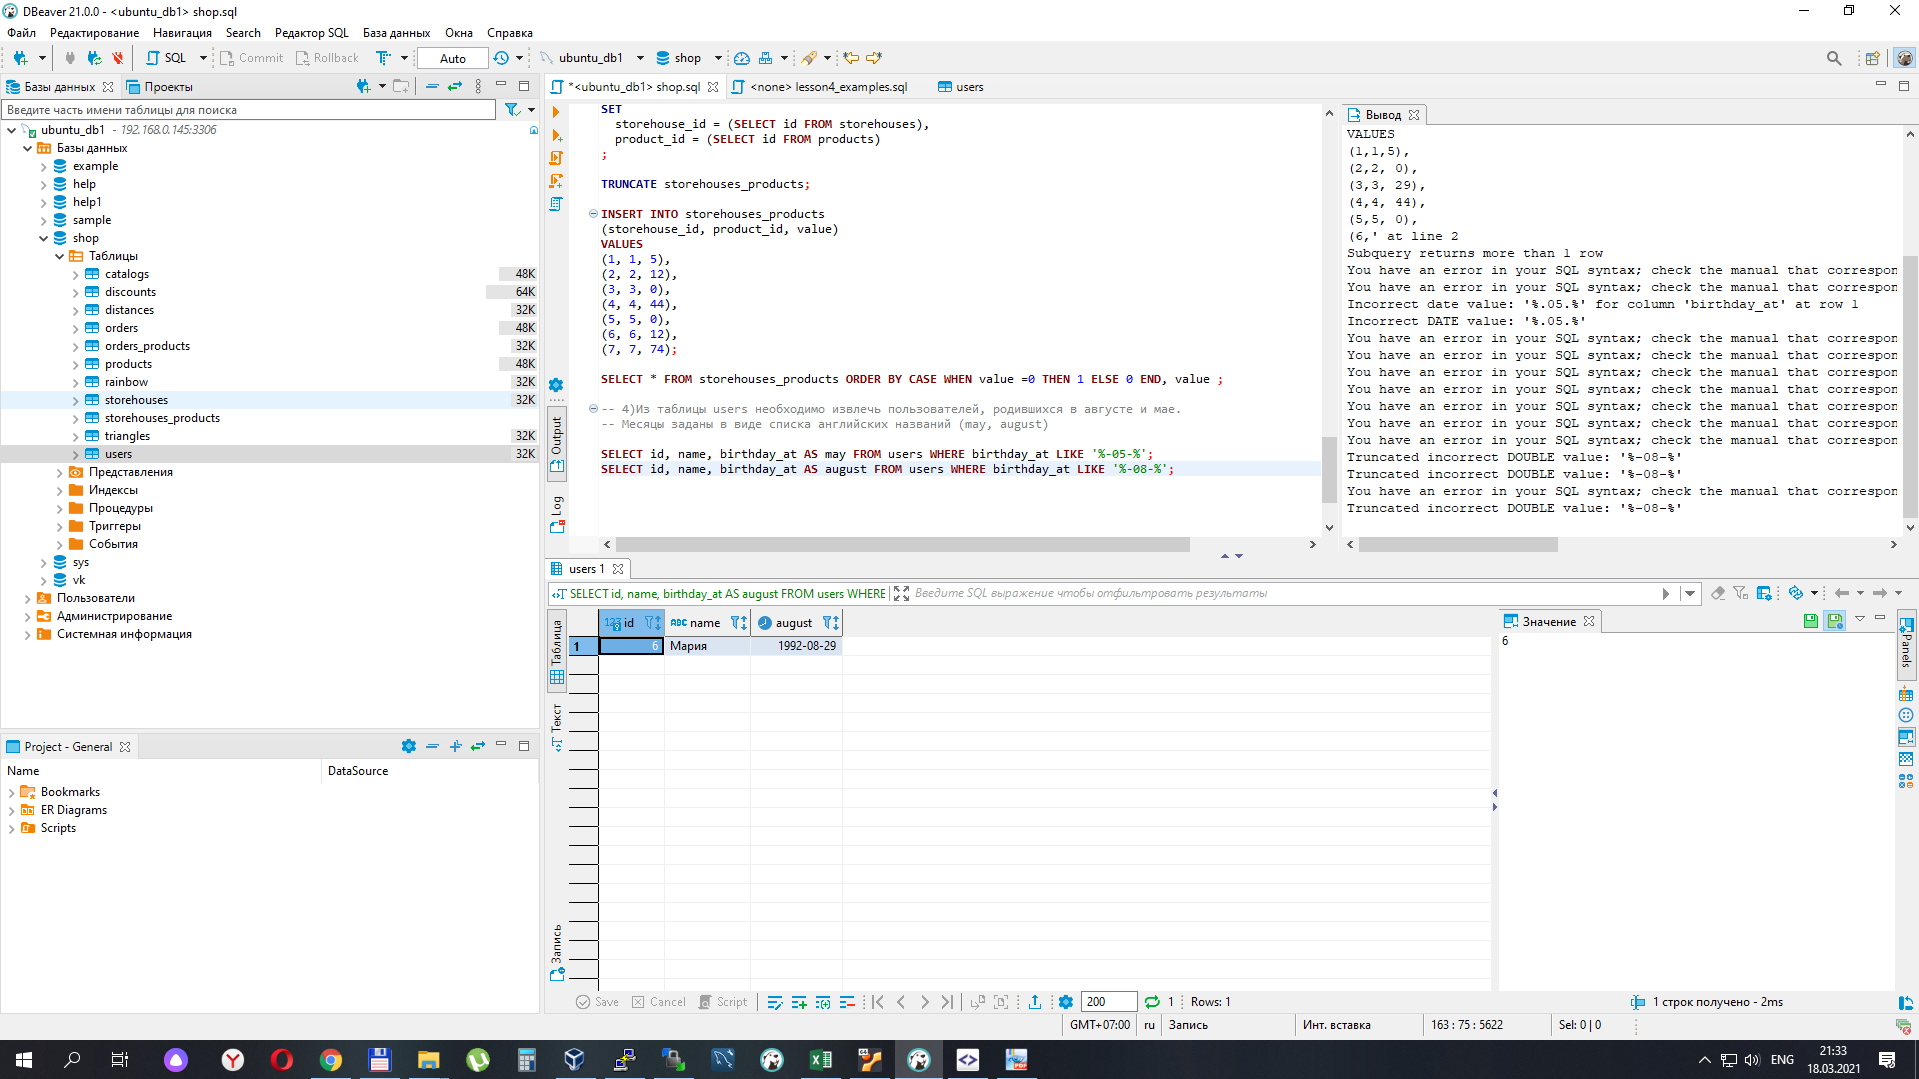 DBeaver 21.0.0 - <ubuntu_db1> shop.sql
Файл Редактирование Навигация Search Редактор SQL База данных Окна Справка
SQL Commit Rollback Auto ubuntu_db1 shop
Базы данных Проекты
Введите часть имени таблицы для поиска
ubuntu_db1 - 192.168.0.145:3306
Базы данных
example
help
help1
sample
shop
Таблицы
catalogs 48K
discounts 64K
distances 32K
orders 48K
orders_products 32K
products 48K
rainbow 32K
storehouses 32K
storehouses_products
triangles 32K
users 32K
Представления
Индексы
Процедуры
Триггеры
События
sys
vk
Пользователи
Администрирование
Системная информация
Project - General
Name DataSource
Bookmarks
ER Diagrams
Scripts
*<ubuntu_db1> shop.sql <none> lesson4_examples.sql users
SET
storehouse_id = (SELECT id FROM storehouses),
product_id = (SELECT id FROM products)
;
TRUNCATE storehouses_products;
INSERT INTO storehouses_products
(storehouse_id, product_id, value)
VALUES
(1, 1, 5),
(2, 2, 12),
(3, 3, 0),
(4, 4, 44),
(5, 5, 0),
(6, 6, 12),
(7, 7, 74);
SELECT * FROM storehouses_products ORDER BY CASE WHEN value =0 THEN 1 ELSE 0 END, value ;
-- 4)Из таблицы users необходимо извлечь пользователей, родившихся в августе и мае.
-- Месяцы заданы в виде списка английских названий (may, august)
SELECT id, name, birthday_at AS may FROM users WHERE birthday_at LIKE '%-05-%';
SELECT id, name, birthday_at AS august FROM users WHERE birthday_at LIKE '%-08-%';
Output
Log
Вывод
VALUES
(1,1,5),
(2,2, 0),
(3,3, 29),
(4,4, 44),
(5,5, 0),
(6,' at line 2
Subquery returns more than 1 row
You have an error in your SQL syntax; check the manual that correspon
You have an error in your SQL syntax; check the manual that correspon
Incorrect date value: '%.05.%' for column 'birthday_at' at row 1
Incorrect DATE value: '%.05.%'
You have an error in your SQL syntax; check the manual that correspon
You have an error in your SQL syntax; check the manual that correspon
You have an error in your SQL syntax; check the manual that correspon
You have an error in your SQL syntax; check the manual that correspon
You have an error in your SQL syntax; check the manual that correspon
You have an error in your SQL syntax; check the manual that correspon
You have an error in your SQL syntax; check the manual that correspon
Truncated incorrect DOUBLE value: '%-08-%'
Truncated incorrect DOUBLE value: '%-08-%'
You have an error in your SQL syntax; check the manual that correspon
Truncated incorrect DOUBLE value: '%-08-%'
users 1
SELECT id, name, birthday_at AS august FROM users WHERE Введите SQL выражение чтобы отфильтровать результаты
Таблица
Текст
Запись
123 id ABC name august
1 6 Мария 1992-08-29
Значение
6
Panels
Save Cancel Script 200 1 Rows: 1 1 строк получено - 2ms
GMT+07:00 ru Запись Инт. вставка 163 : 75 : 5622 Sel: 0 | 0
ENG 21:33
18.03.2021